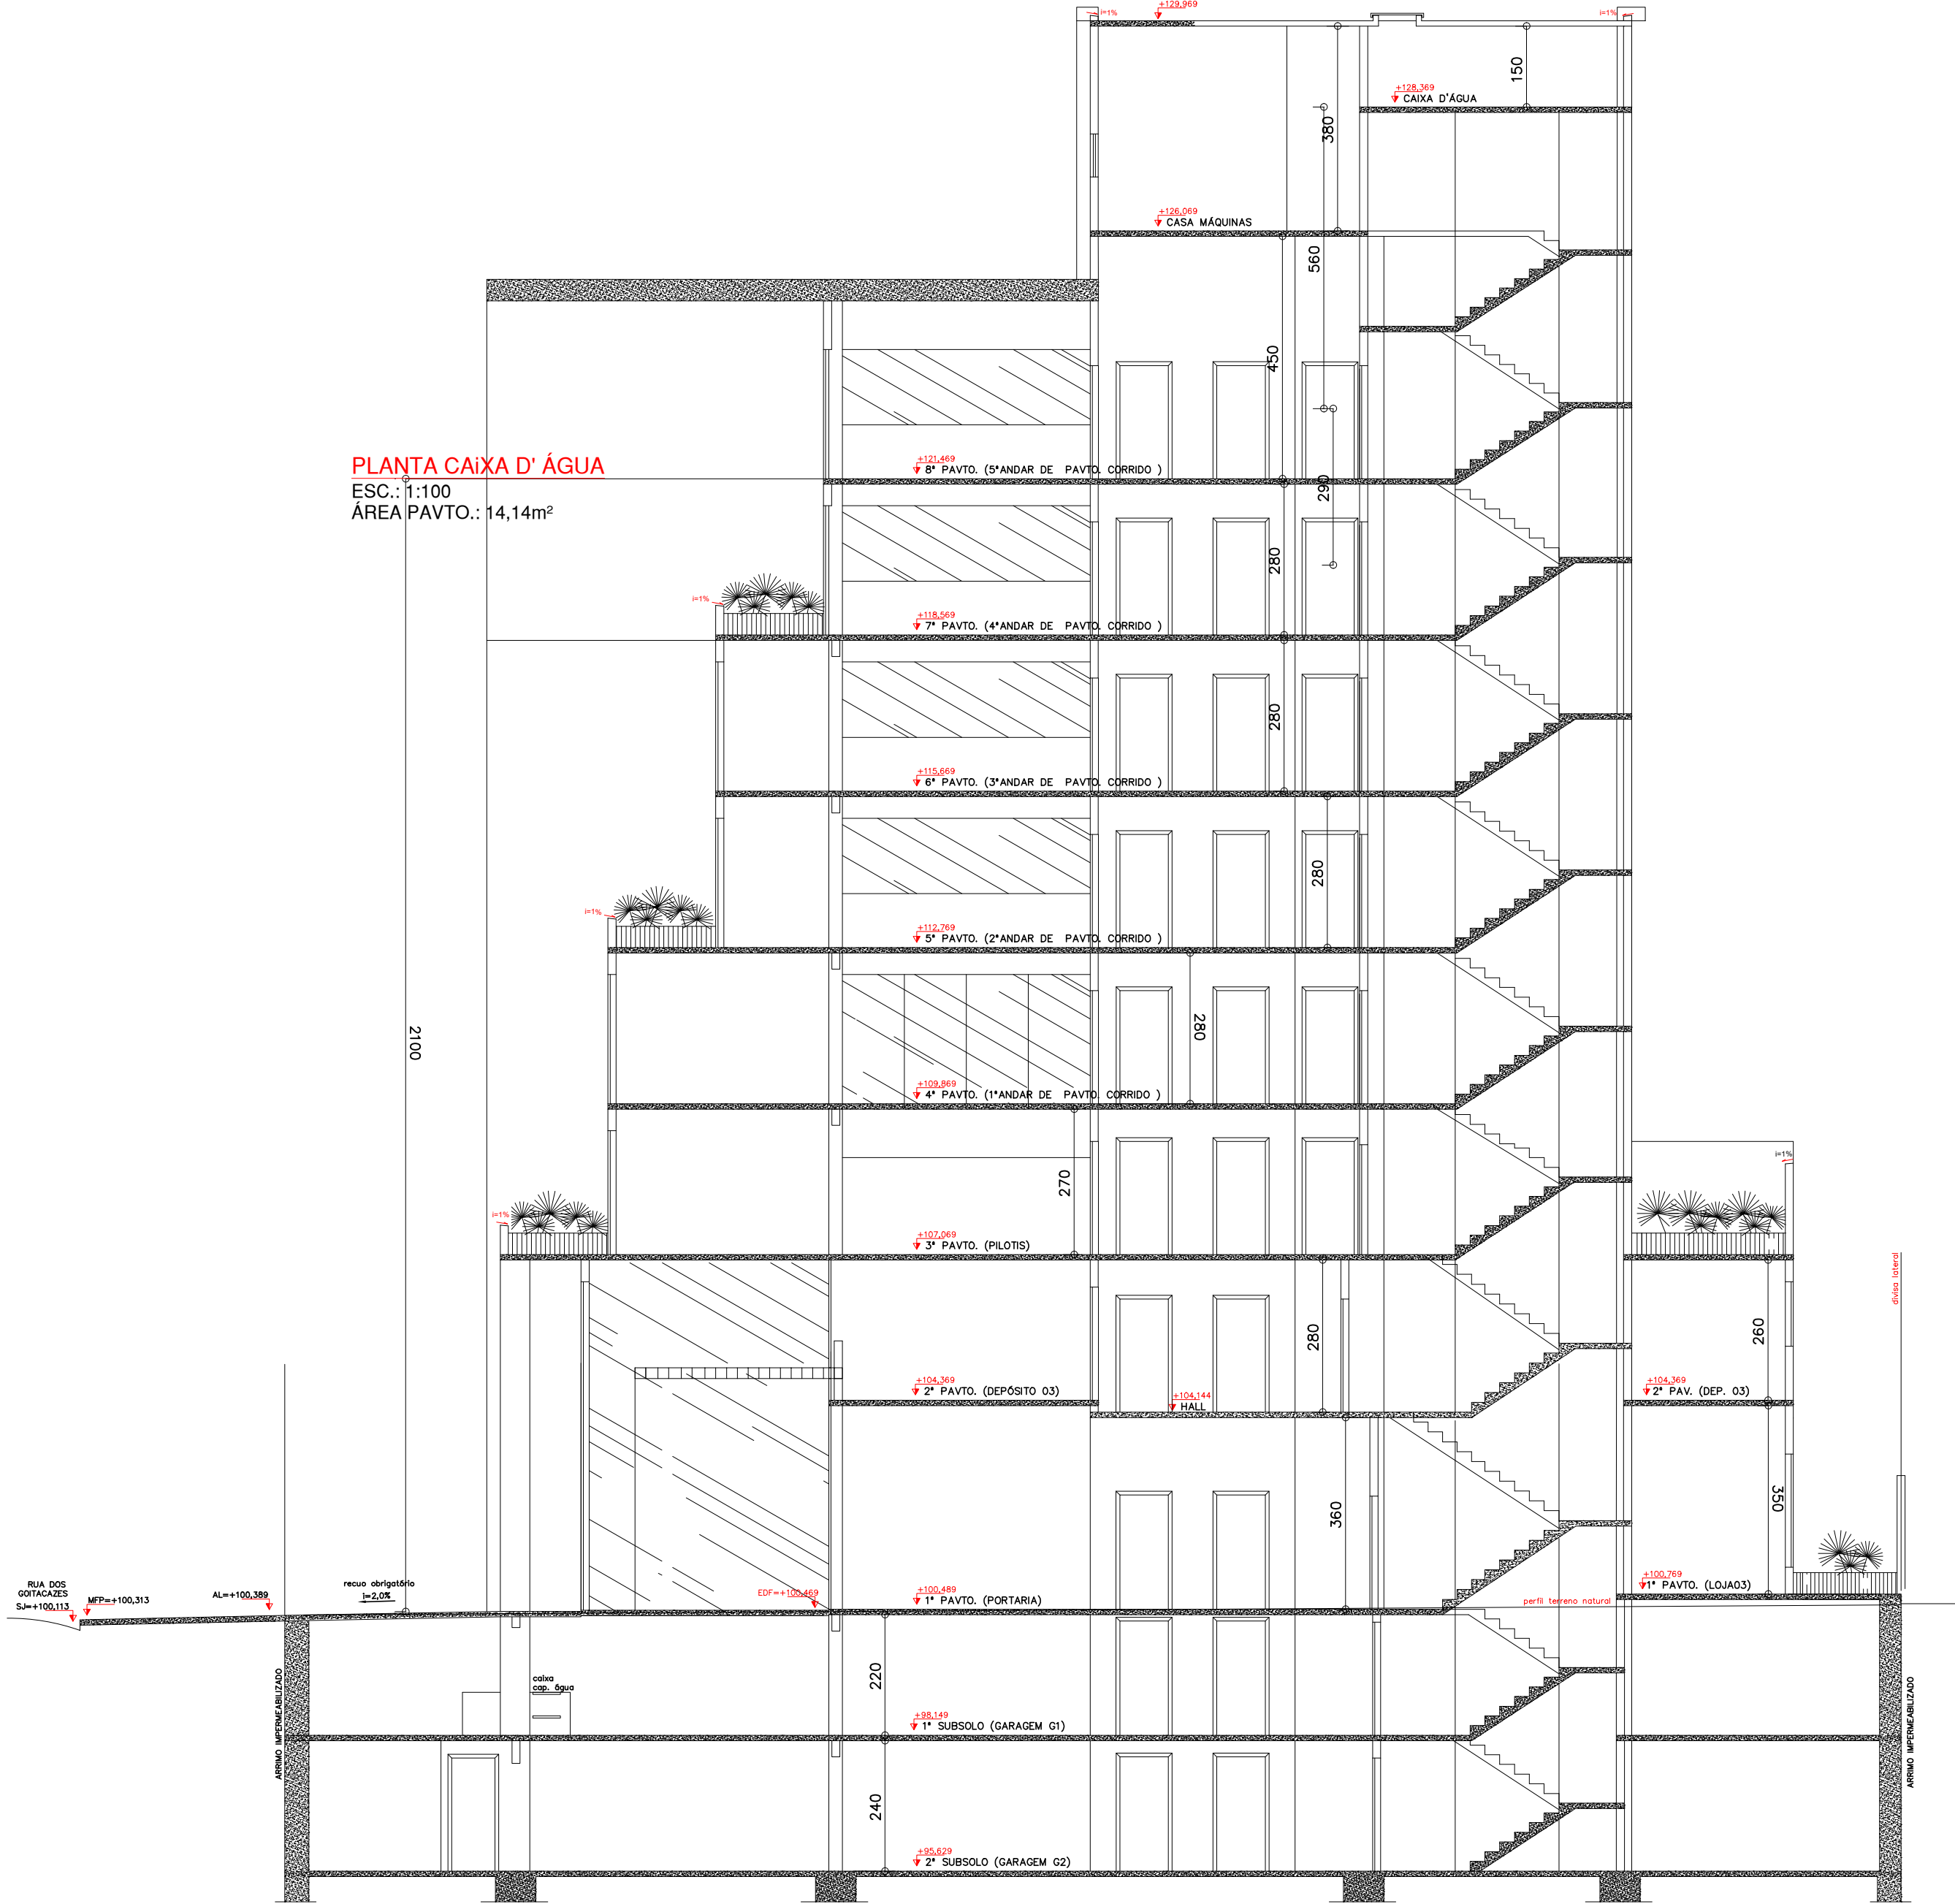 +129,969
i=1%
i=1%
150
+128,369
CAIXA D'ÁGUA
380
+126,069
CASA MÁQUINAS
560
450
PLANTA CAiXA D' ÁGUA
ESC.: 1:100
ÁREA PAVTO.: 14,14m²
+121,469
8° PAVTO. (5°ANDAR DE PAVTO. CORRIDO )
290
280
i=1%
+118,569
7° PAVTO. (4°ANDAR DE PAVTO. CORRIDO )
280
+115,669
6° PAVTO. (3°ANDAR DE PAVTO. CORRIDO )
280
i=1%
+112,769
5° PAVTO. (2°ANDAR DE PAVTO. CORRIDO )
2100
280
+109,869
4° PAVTO. (1°ANDAR DE PAVTO. CORRIDO )
i=1%
270
i=1%
+107,069
3° PAVTO. (PILOTIS)
divisa lateral
280
260
+104,369
2° PAVTO. (DEPÓSITO 03)
+104,144
HALL
+104,369
2° PAV. (DEP. 03)
360
350
RUA DOS
GOITACAZES
SJ=+100,113
MFP=+100,313
AL=+100,389
recuo obrigatório
i=2,0%
EDF=+100,469
+100,489
1° PAVTO. (PORTARIA)
+100,769
1° PAVTO. (LOJA03)
perfil terreno natural
ARRIMO IMPERMEABILIZADO
caixa
cap. água
220
+98,149
1° SUBSOLO (GARAGEM G1)
ARRIMO IMPERMEABILIZADO
240
+95,629
2° SUBSOLO (GARAGEM G2)